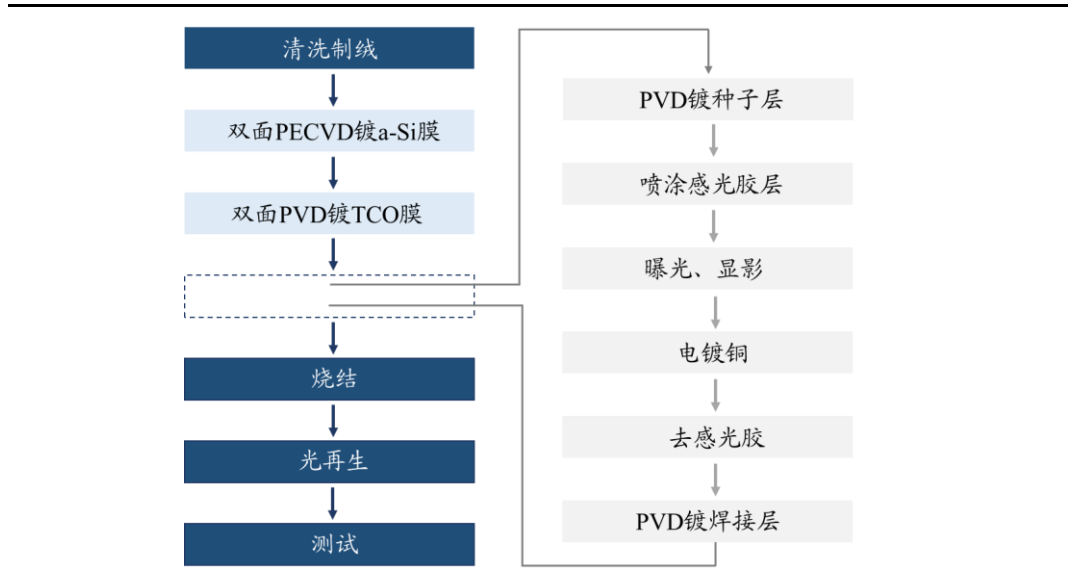 清洗制绒
双面PECVD镀a-Si膜
双面PVD镀TCO膜
烧结
光再生
测试
PVD镀种子层
喷涂感光胶层
曝光、显影
电镀铜
去感光胶
PVD镀焊接层